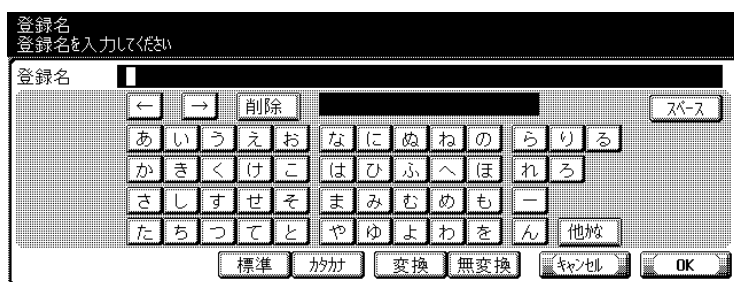 登録名
登録名を入力してください
登録名
← → 削除 スペース
あ い う え お な に ぬ ね の ら り る
か き く け こ は ひ ふ へ ほ れ ろ
さ し す せ そ ま み む め も ー
た ち つ て と や ゆ よ わ を ん 他かな
標準 カタカナ 変換 無変換 キャンセル OK